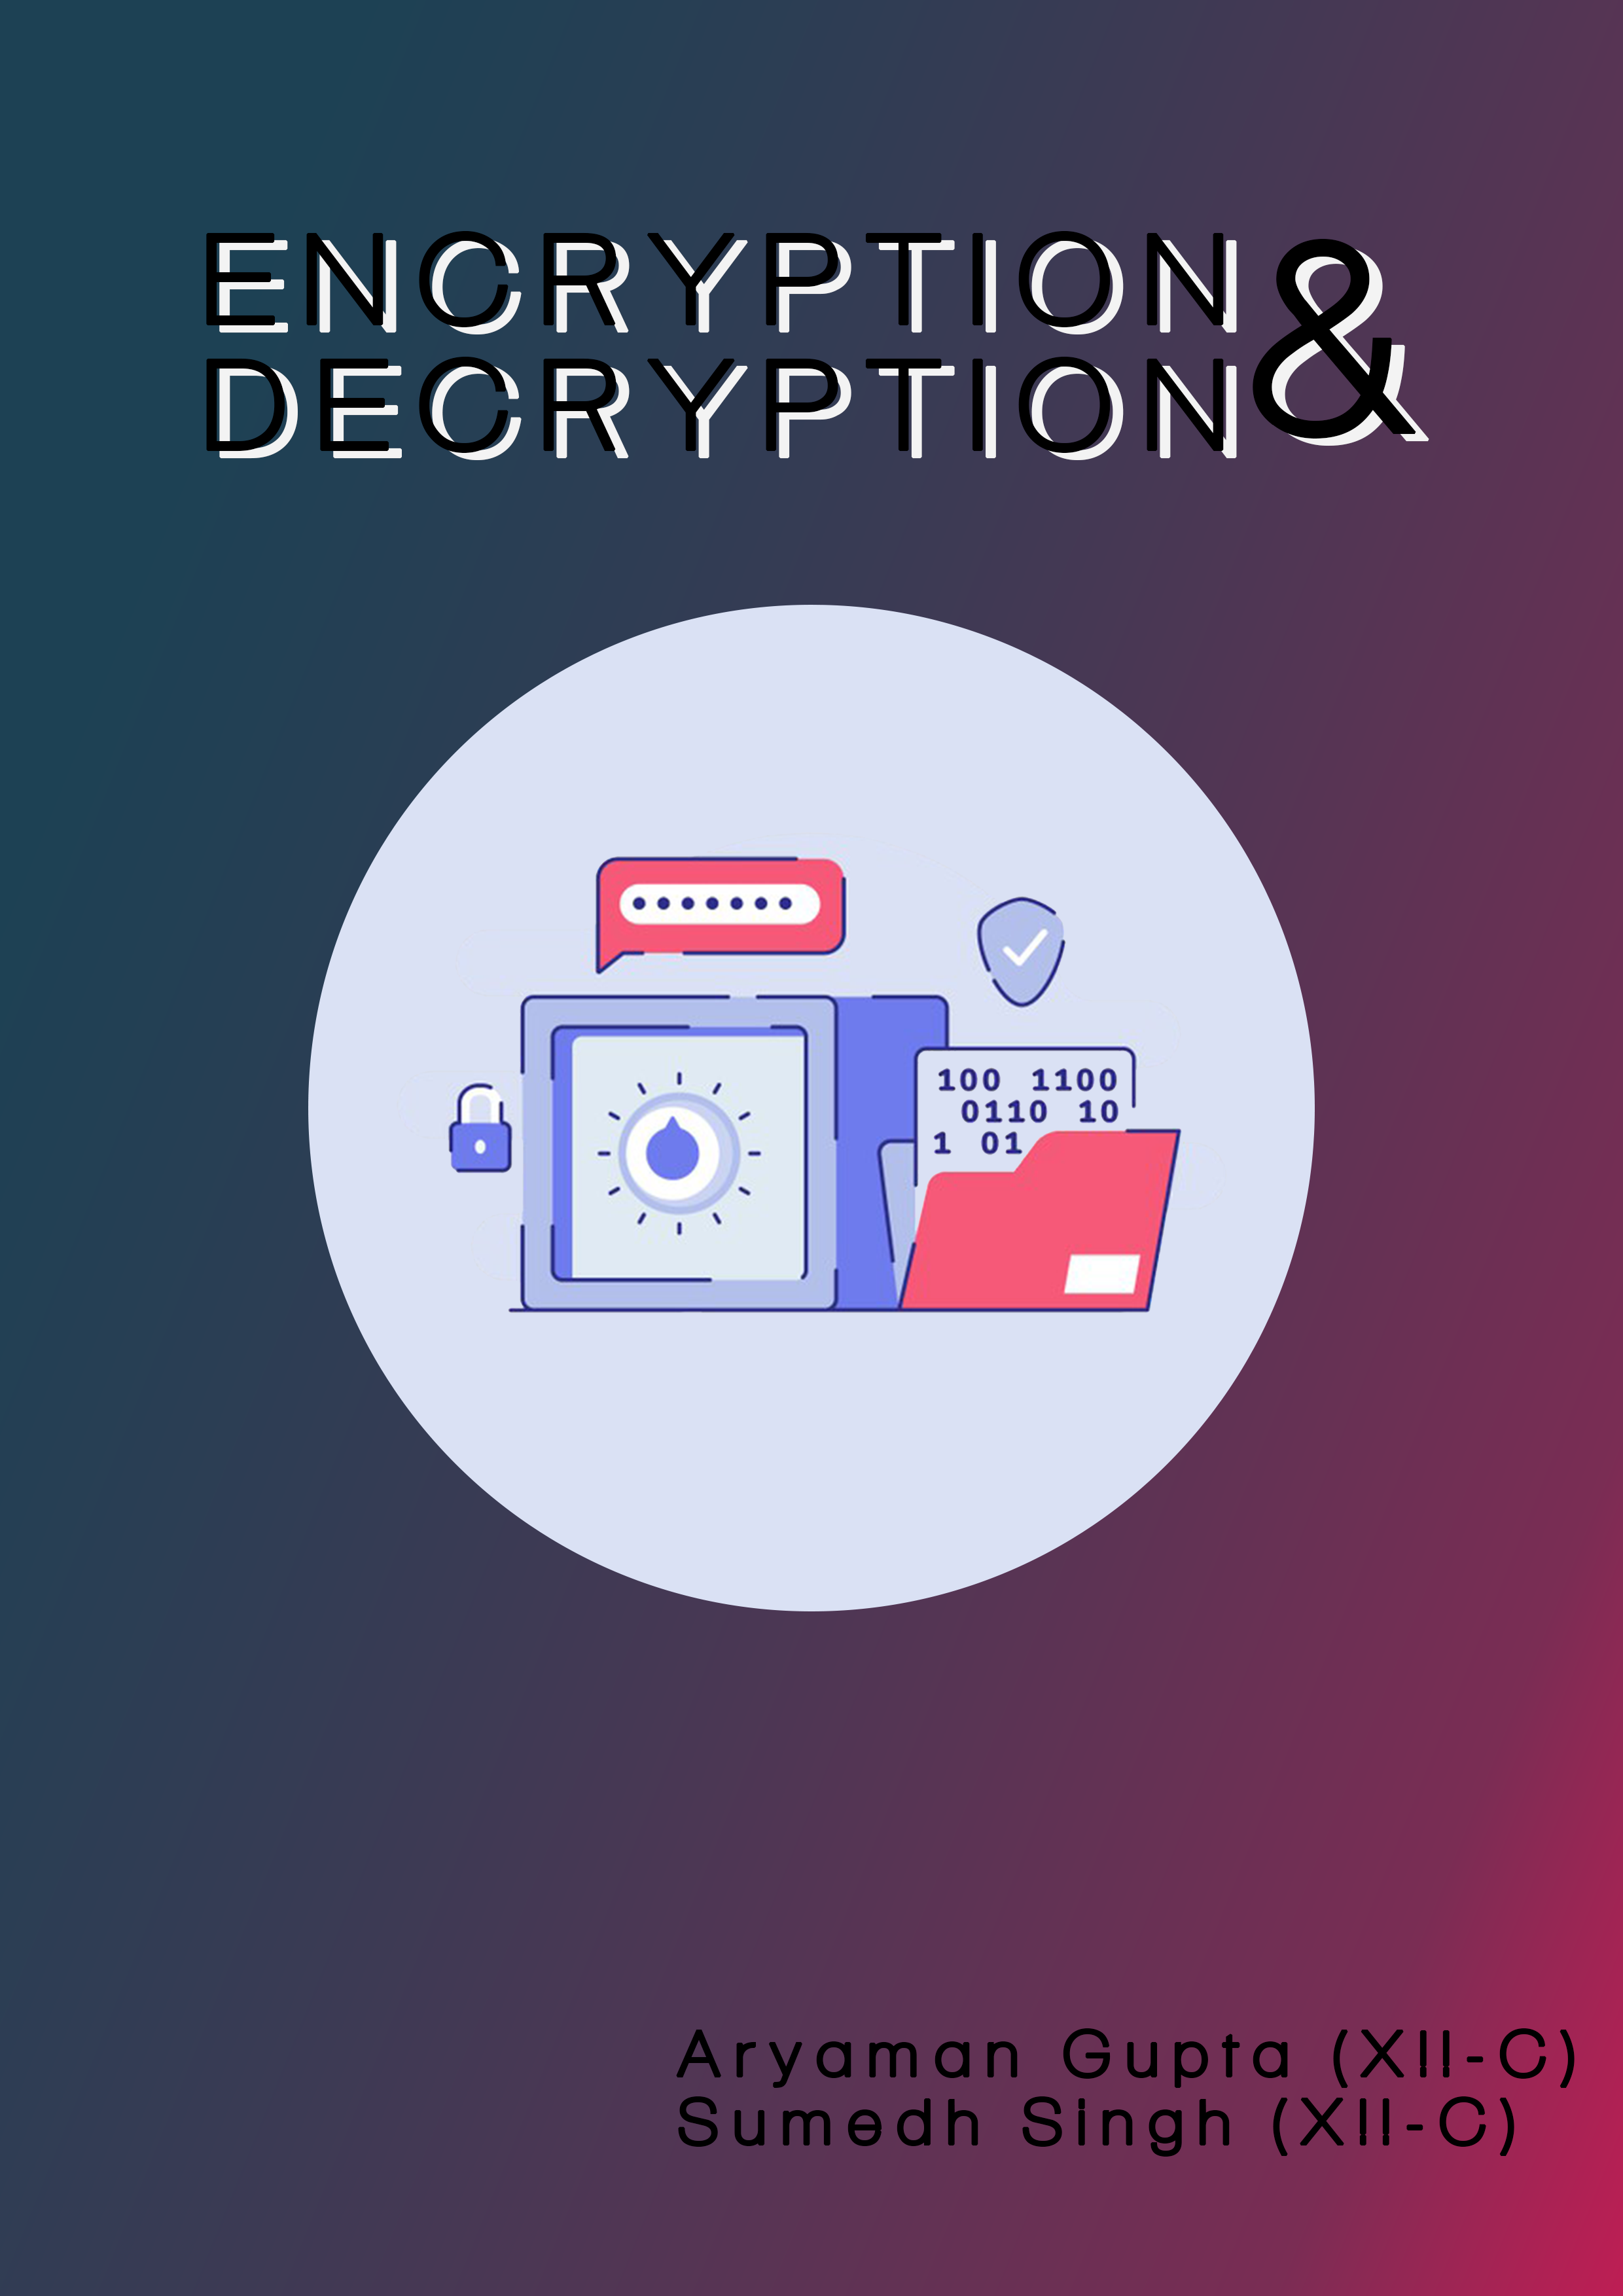 ENCRYPTION &
DECRYPTION
100 1100
0110 10
1 01
Aryaman Gupta (XII-C)
Sumedh Singh (XII-C)